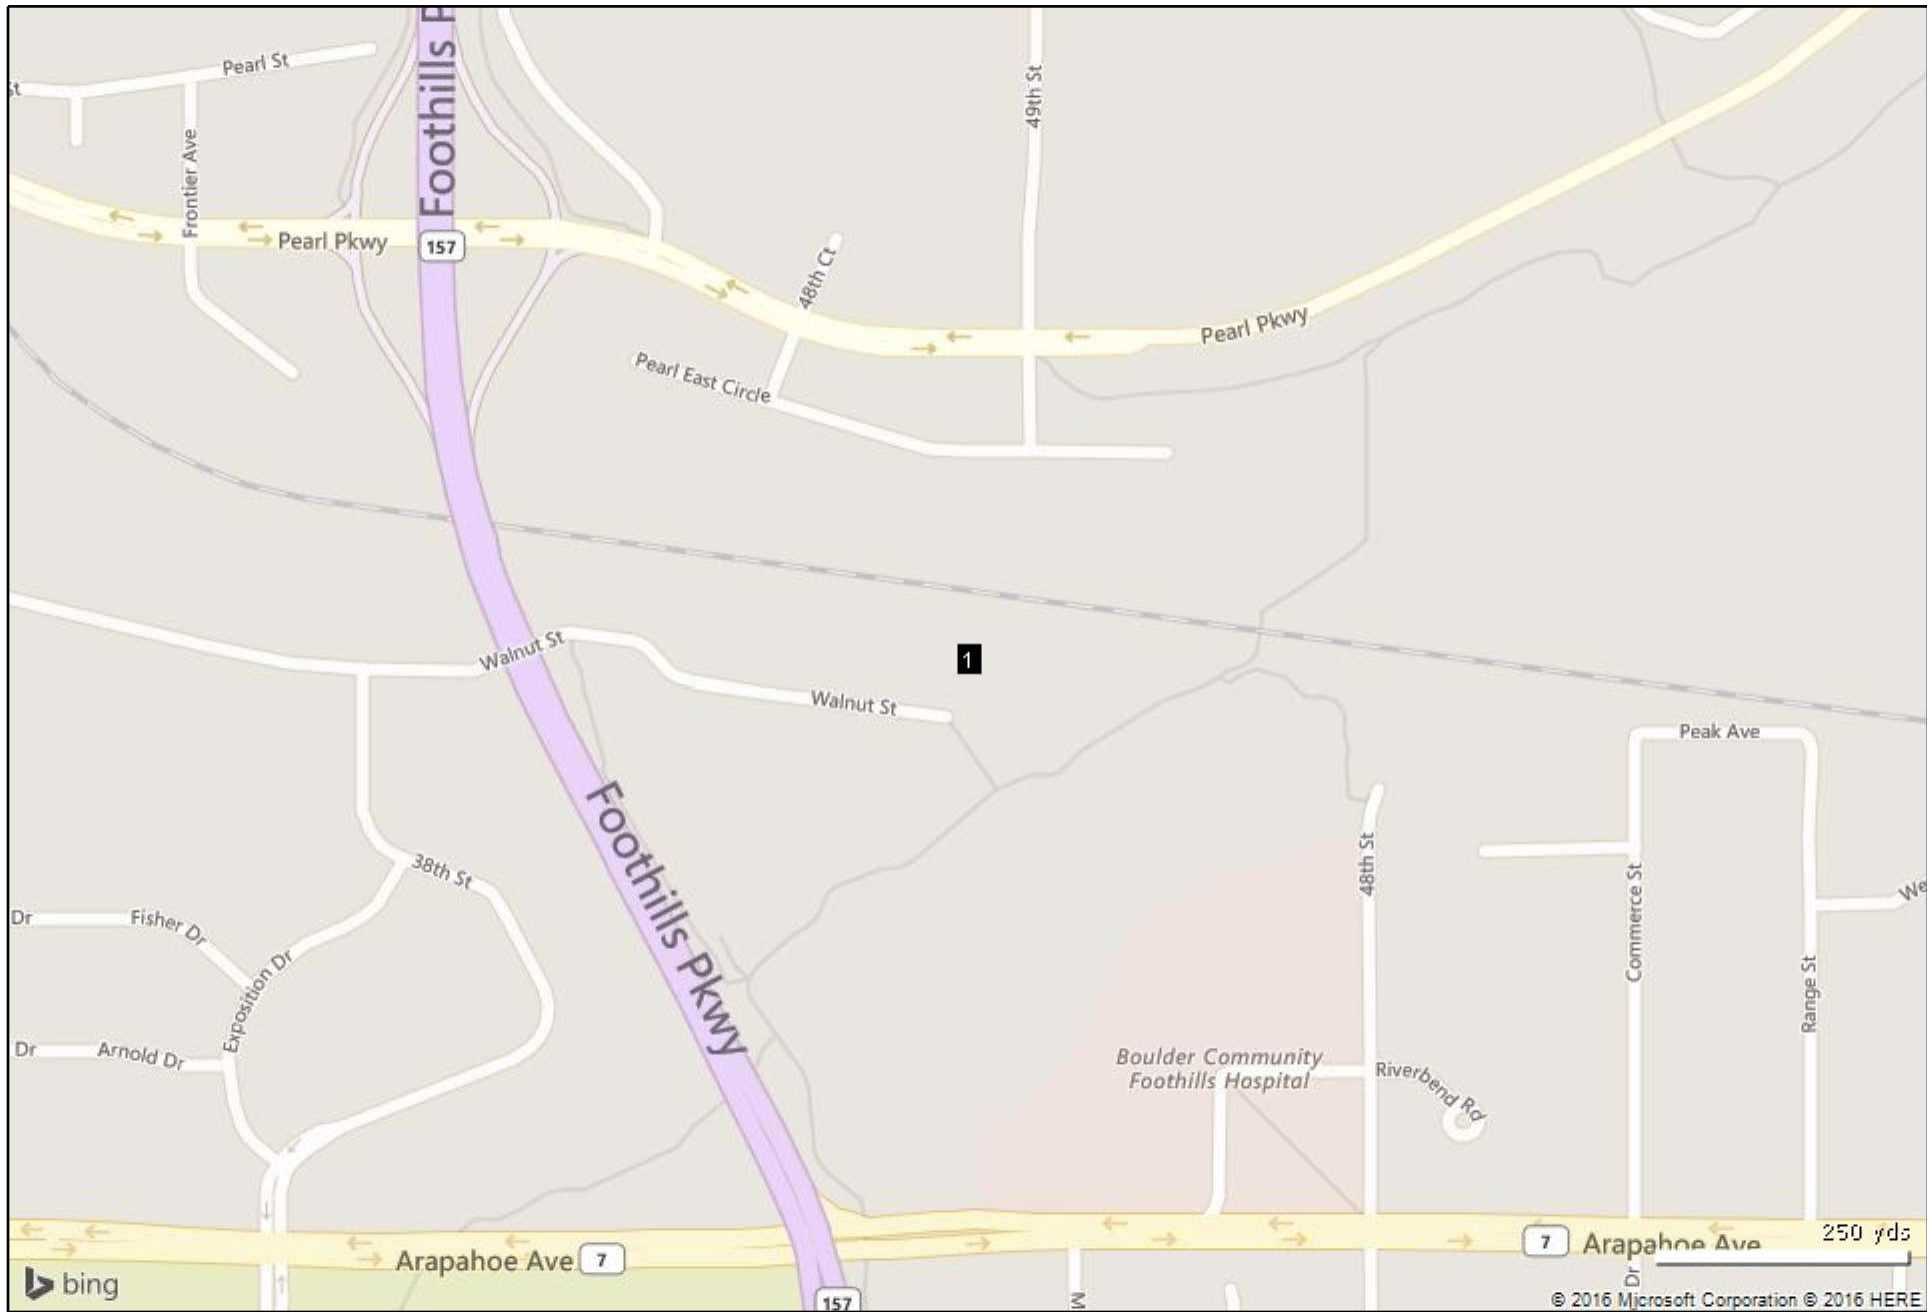 Foothills P
Pearl St
St
49th St
Frontier Ave
Pearl Pkwy
157
48th Ct
Pearl Pkwy
Pearl East Circle
Walnut St
1
Walnut St
Peak Ave
Foothills Pkwy
48th St
38th St
Commerce St
We
Dr
Fisher Dr
Exposition Dr
Range St
Dr
Arnold Dr
Boulder Community
Foothills Hospital
Riverbend Rd
250 yds
Arapahoe Ave
7
7
Arapahoe Ave
Dr
M
157
bing
© 2016 Microsoft Corporation © 2016 HERE